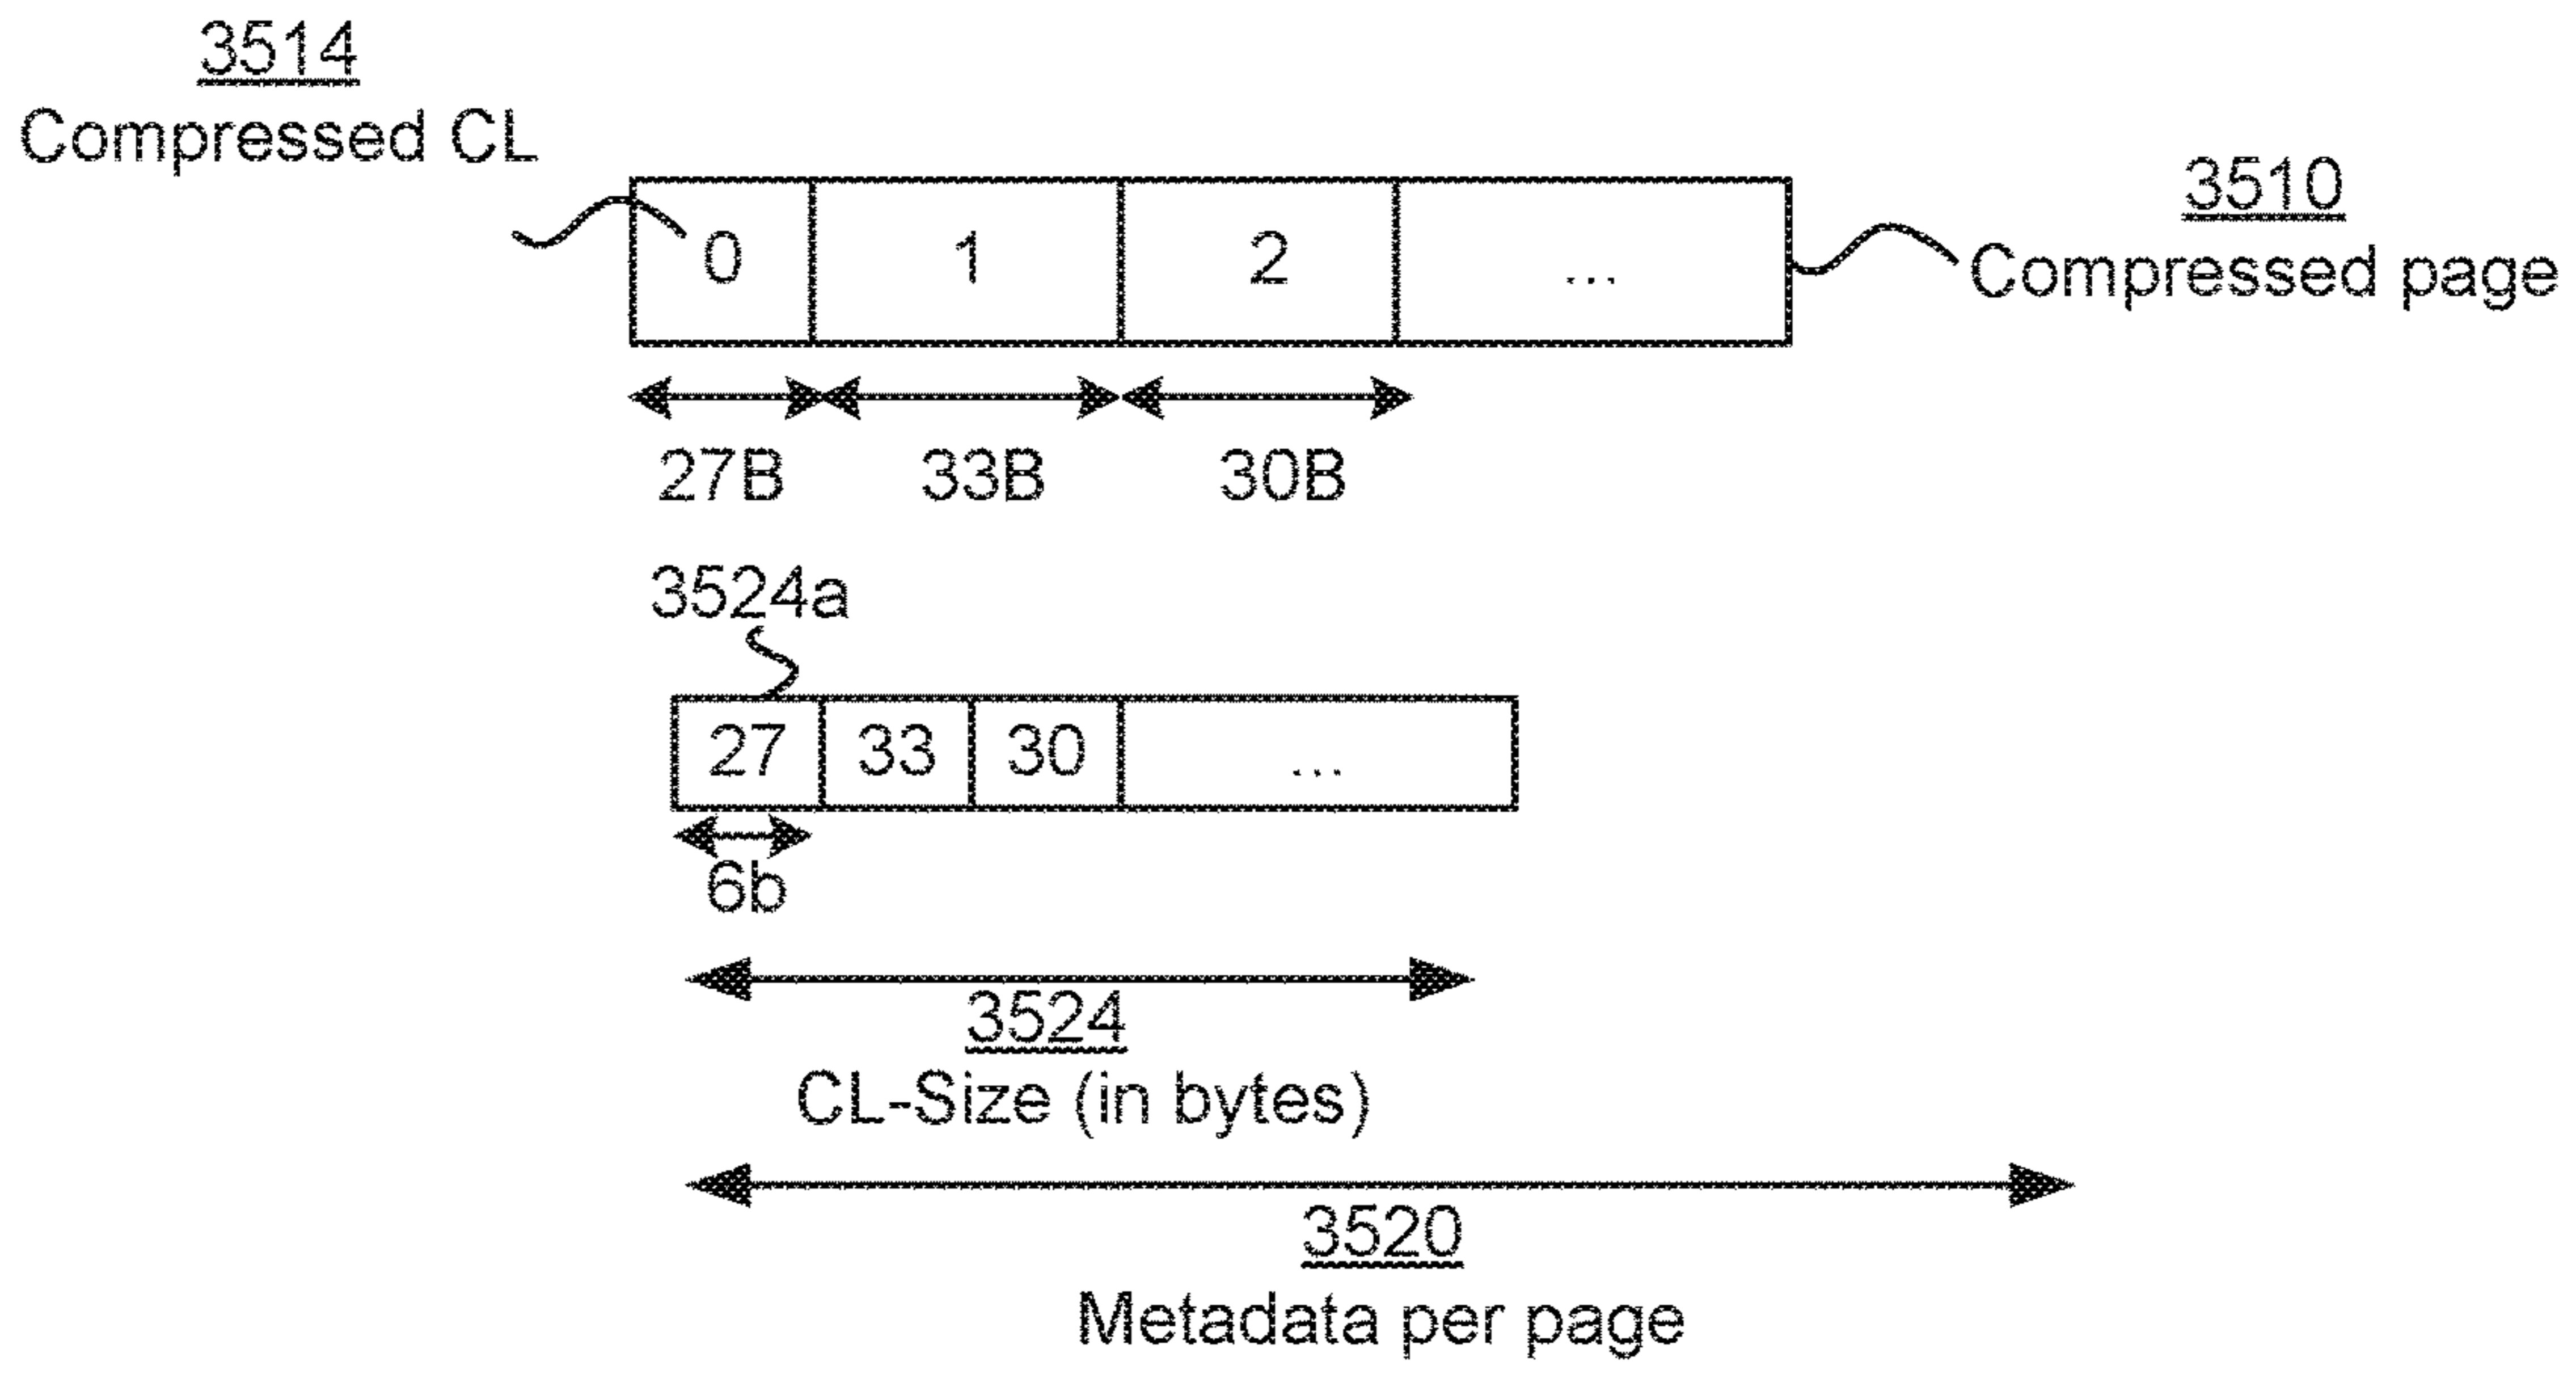 3514
Compressed CL
3510
Compressed page
0 1 2 ...
27B 33B 30B
3524a
27 33 30 ...
6b
3524
CL-Size (in bytes)
3520
Metadata per page